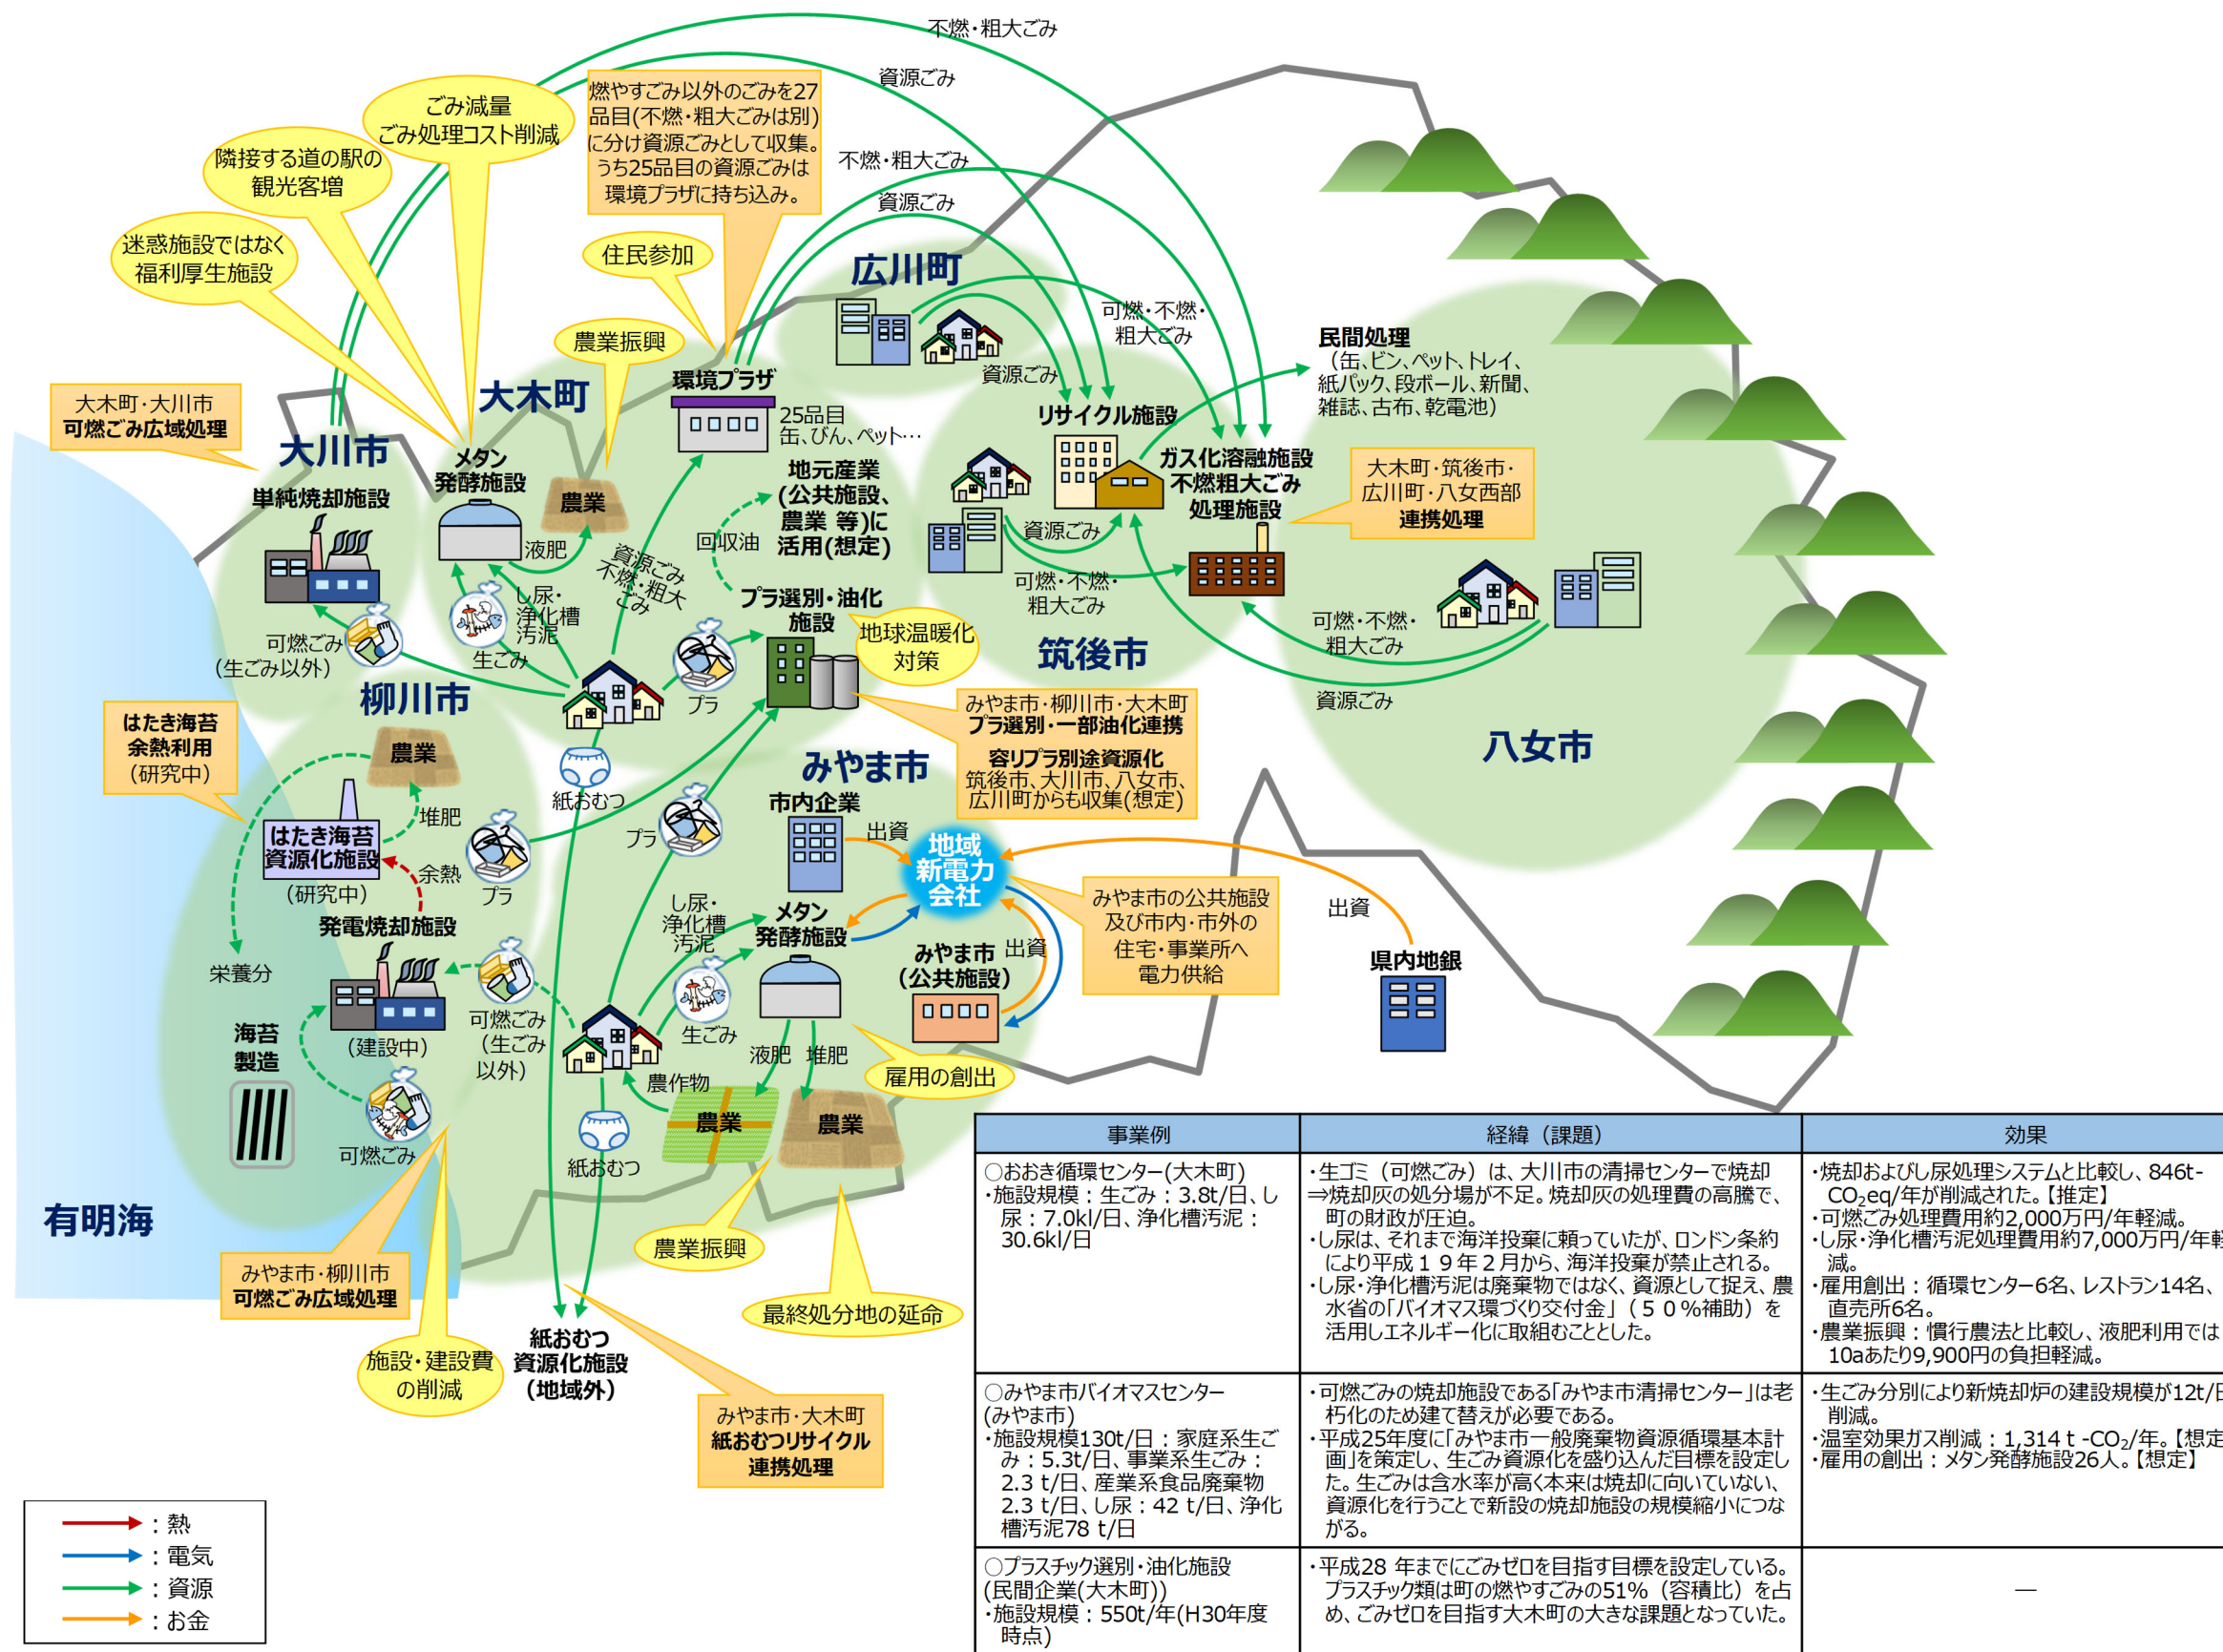 不燃・粗大ごみ
資源ごみ
ごみ減量
ごみ処理コスト削減
隣接する道の駅の
観光客増
迷惑施設ではなく
福利厚生施設
燃やすごみ以外のごみを27
品目(不燃・粗大ごみは別)
に分け資源ごみとして収集。
うち25品目の資源ごみは
環境プラザに持ち込み。
住民参加
農業振興
不燃・粗大ごみ
資源ごみ
広川町
可燃・不燃・
粗大ごみ
資源ごみ
民間処理
（缶、ビン、ペット、トレイ、
紙パック、段ボール、新聞、
雑誌、古布、乾電池）
大木町・大川市
可燃ごみ広域処理
大川市
単純焼却施設
可燃ごみ
（生ごみ以外）
大木町
メタン
発酵施設
農業
液肥
し尿・
浄化槽
汚泥
生ごみ
資源ごみ
不燃・粗大
ごみ
環境プラザ
25品目
缶、びん、ペット…
地元産業
(公共施設、
農業 等)に
活用(想定)
回収油
プラ選別・油化
施設
地球温暖化
対策
プラ
紙おむつ
リサイクル施設
ガス化溶融施設
不燃粗大ごみ
処理施設
資源ごみ
可燃・不燃・
粗大ごみ
筑後市
大木町・筑後市・
広川町・八女西部
連携処理
可燃・不燃・
粗大ごみ
資源ごみ
八女市
みやま市・柳川市・大木町
プラ選別・一部油化連携
容リプラ別途資源化
筑後市、大川市、八女市、
広川町からも収集(想定)
柳川市
はたき海苔
余熱利用
（研究中）
農業
堆肥
はたき海苔
資源化施設
（研究中）
余熱
プラ
発電焼却施設
（建設中）
栄養分
海苔
製造
可燃ごみ
可燃ごみ
（生ごみ
以外）
有明海
みやま市・柳川市
可燃ごみ広域処理
施設・建設費
の削減
みやま市
市内企業
出資
地域
新電力
会社
プラ
し尿・
浄化槽
汚泥
メタン
発酵施設
生ごみ
みやま市
（公共施設）
出資
みやま市の公共施設
及び市内・市外の
住宅・事業所へ
電力供給
出資
県内地銀
液肥
堆肥
農作物
農業
農業
雇用の創出
紙おむつ
農業振興
最終処分地の延命
紙おむつ
資源化施設
（地域外）
みやま市・大木町
紙おむつリサイクル
連携処理
：熱
：電気
：資源
：お金
事業例
経緯（課題）
効果
○おおき循環センター(大木町)
・施設規模：生ごみ：3.8t/日、し
尿：7.0kl/日、浄化槽汚泥：
30.6kl/日
・生ゴミ（可燃ごみ）は、大川市の清掃センターで焼却
⇒焼却灰の処分場が不足。焼却灰の処理費の高騰で、
町の財政が圧迫。
・し尿は、それまで海洋投棄に頼っていたが、ロンドン条約
により平成１９年２月から、海洋投棄が禁止される。
・し尿・浄化槽汚泥は廃棄物ではなく、資源として捉え、農
水省の「バイオマス環づくり交付金」（５０％補助）を
活用しエネルギー化に取組むこととした。
・焼却およびし尿処理システムと比較し、846t-
CO₂eq/年が削減された。【推定】
・可燃ごみ処理費用約2,000万円/年軽減。
・し尿・浄化槽汚泥処理費用約7,000万円/年軽
減。
・雇用創出：循環センター6名、レストラン14名、
直売所6名。
・農業振興：慣行農法と比較し、液肥利用では
10aあたり9,900円の負担軽減。
○みやま市バイオマスセンター
(みやま市)
・施設規模130t/日：家庭系生ご
み：5.3t/日、事業系生ごみ：
2.3 t/日、産業系食品廃棄物
2.3 t/日、し尿：42 t/日、浄化
槽汚泥78 t/日
・可燃ごみの焼却施設である「みやま市清掃センター」は老
朽化のため建て替えが必要である。
・平成25年度に「みやま市一般廃棄物資源循環基本計
画」を策定し、生ごみ資源化を盛り込んだ目標を設定し
た。生ごみは含水率が高く本来は焼却に向いていない、
資源化を行うことで新設の焼却施設の規模縮小につな
がる。
・生ごみ分別により新焼却炉の建設規模が12t/日
削減。
・温室効果ガス削減：1,314 t -CO₂/年。【想定
・雇用の創出：メタン発酵施設26人。【想定】
○プラスチック選別・油化施設
(民間企業(大木町))
・施設規模：550t/年(H30年度
時点)
・平成28 年までにごみゼロを目指す目標を設定している。
プラスチック類は町の燃やすごみの51%（容積比）を占
め、ごみゼロを目指す大木町の大きな課題となっていた。
―